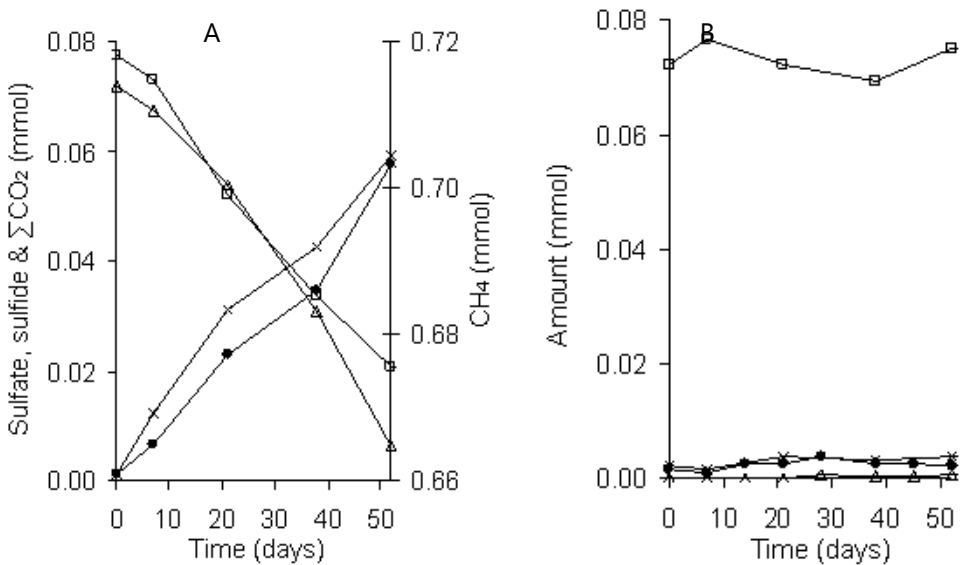 A
0.08
0.06
0.04
0.02
0.00
Sulfate, sulfide & ∑CO₂ (mmol)
0.72
0.70
0.68
0.66
CH₄ (mmol)
0 10 20 30 40 50
Time (days)
B
0.08
0.06
0.04
0.02
0.00
Amount (mmol)
0 10 20 30 40 50
Time (days)